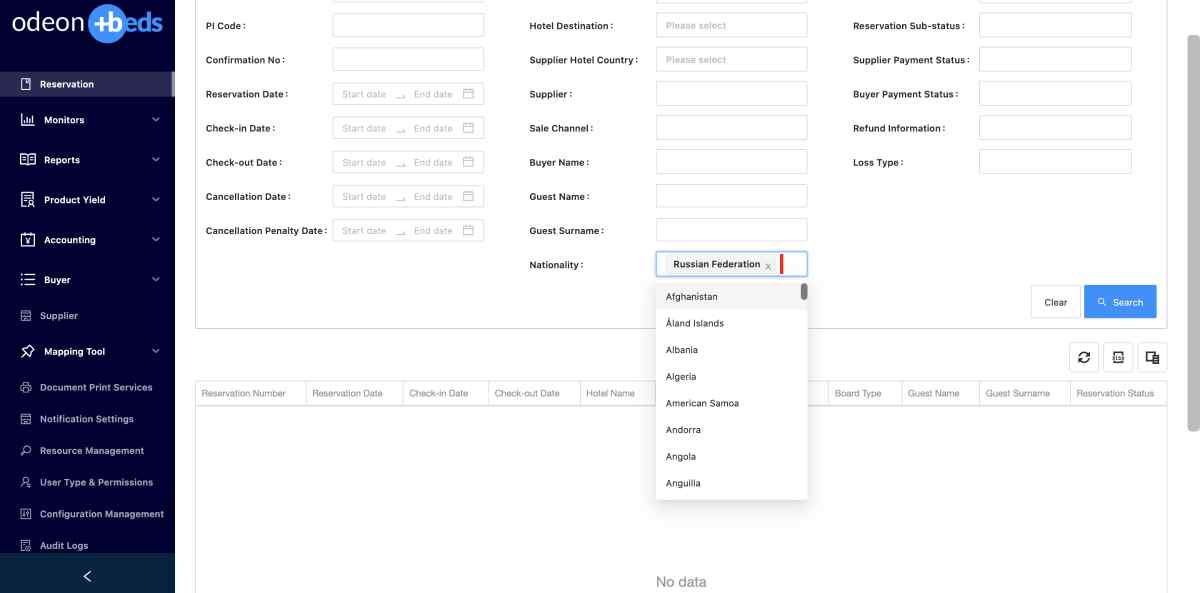 odeon +beds
Reservation
Monitors
Reports
Product Yield
Accounting
Buyer
Supplier
Mapping Tool
Document Print Services
Notification Settings
Resource Management
User Type & Permissions
Configuration Management
Audit Logs
PI Code :
Confirmation No :
Reservation Date : Start date End date
Check-in Date : Start date End date
Check-out Date : Start date End date
Cancellation Date : Start date End date
Cancellation Penalty Date : Start date End date
Hotel Destination : Please select
Supplier Hotel Country : Please select
Supplier :
Sale Channel :
Buyer Name :
Guest Name :
Guest Surname :
Nationality : Russian Federation x
Afghanistan
Åland Islands
Albania
Algeria
American Samoa
Andorra
Angola
Anguilla
Reservation Sub-status :
Supplier Payment Status :
Buyer Payment Status :
Refund Information :
Loss Type :
Clear Search
Reservation Number Reservation Date Check-in Date Check-out Date Hotel Name Board Type Guest Name Guest Surname Reservation Status
No data